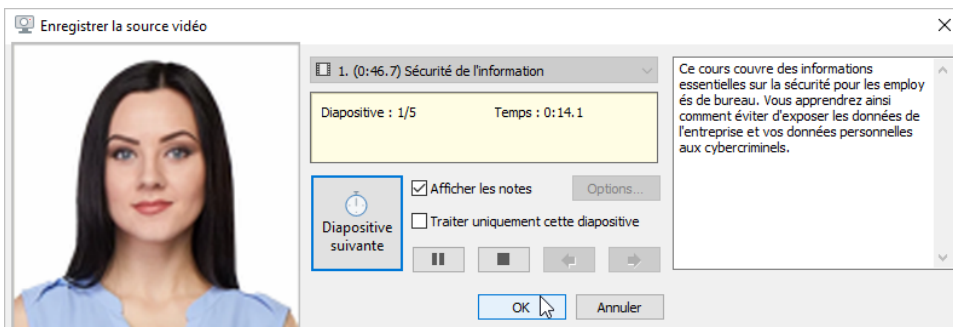 Enregistrer la source vidéo
1. (0:46.7) Sécurité de l'information
Diapositive : 1/5 Temps : 0:14.1
Diapositive
suivante
Afficher les notes Options...
Traiter uniquement cette diapositive
OK Annuler
Ce cours couvre des informations
essentielles sur la sécurité pour les employ
és de bureau. Vous apprendrez ainsi
comment éviter d'exposer les données de
l'entreprise et vos données personnelles
aux cybercriminels.